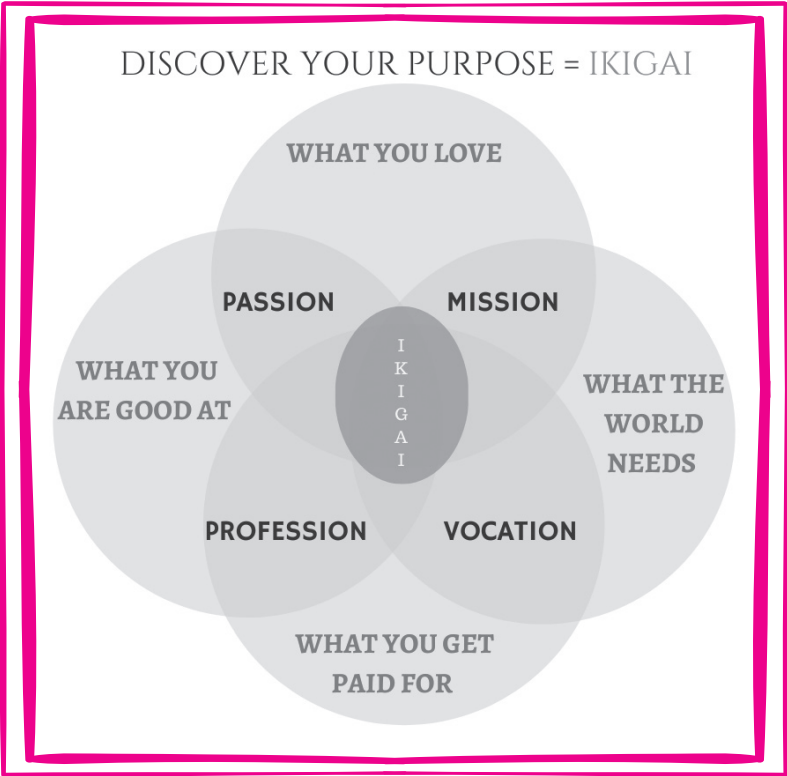 DISCOVER YOUR PURPOSE = IKIGAI
WHAT YOU LOVE
PASSION
MISSION
IKIGAI
WHAT YOU
ARE GOOD AT
WHAT THE
WORLD
NEEDS
PROFESSION
VOCATION
WHAT YOU GET
PAID FOR